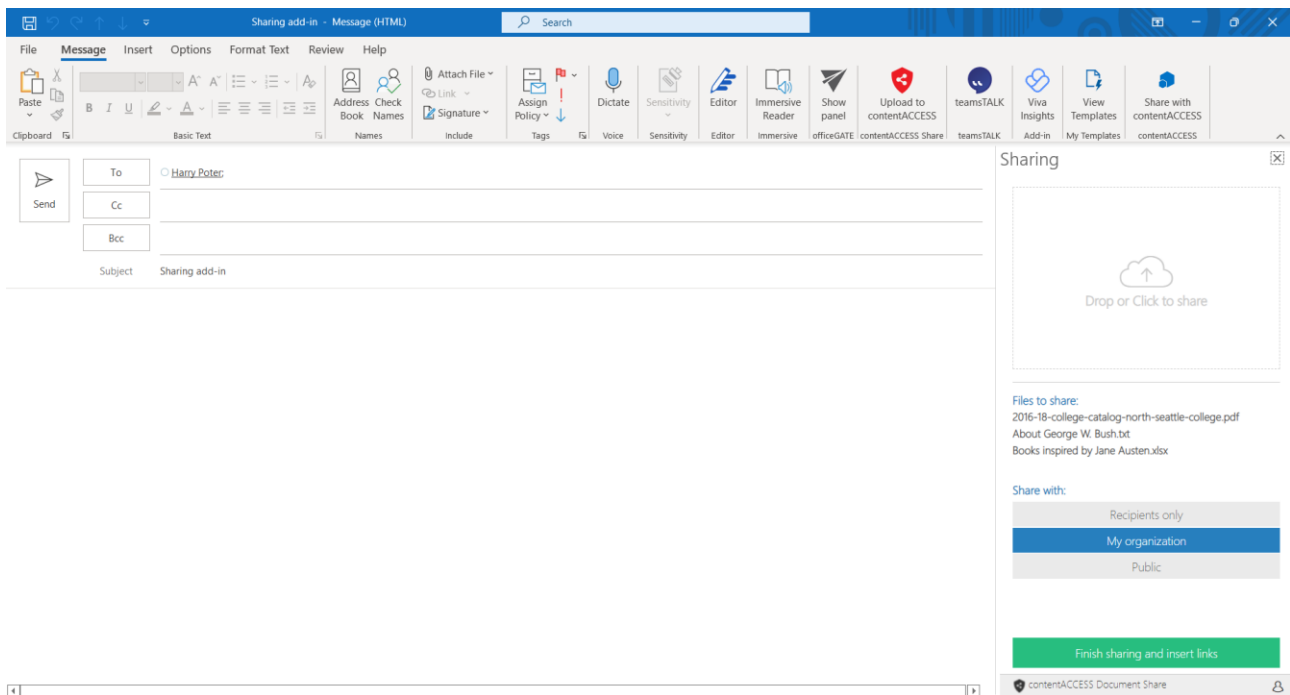 Sharing add-in - Message (HTML)
Search
File Message Insert Options Format Text Review Help
Paste
Clipboard
B I U A A A A
Basic Text
Address Book
Check Names
Names
Attach File
Link
Signature
Include
Assign Policy
Tags
Dictate
Voice
Sensitivity
Sensitivity
Editor
Editor
Immersive Reader
Immersive
Show panel
officeGATE
Upload to contentACCESS
contentACCESS Share
teamsTALK
teamsTALK
Viva Insights
Add-in
View Templates
My Templates
Share with contentACCESS
contentACCESS
Send
To
Harry Poter;
Cc
Bcc
Subject Sharing add-in
Sharing
Drop or Click to share
Files to share:
2016-18-college-catalog-north-seattle-college.pdf
About George W. Bush.txt
Books inspired by Jane Austen.xlsx
Share with:
Recipients only
My organization
Public
Finish sharing and insert links
contentACCESS Document Share